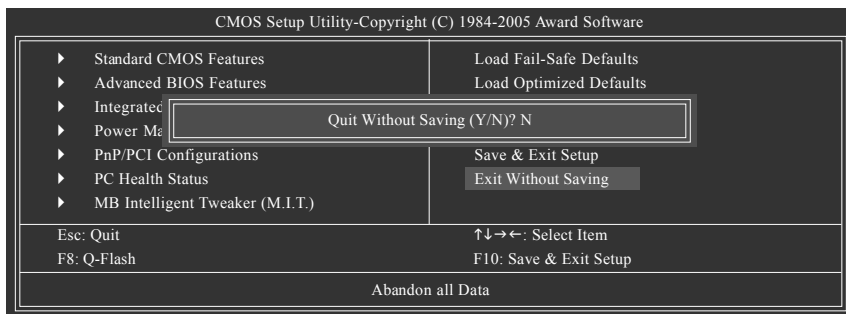 CMOS Setup Utility-Copyright (C) 1984-2005 Award Software
Standard CMOS Features
Advanced BIOS Features
Integrated
Power Ma
PnP/PCI Configurations
PC Health Status
MB Intelligent Tweaker (M.I.T.)
Load Fail-Safe Defaults
Load Optimized Defaults
Save & Exit Setup
Exit Without Saving
Quit Without Saving (Y/N)? N
Esc: Quit
↑↓→←: Select Item
F8: Q-Flash
F10: Save & Exit Setup
Abandon all Data